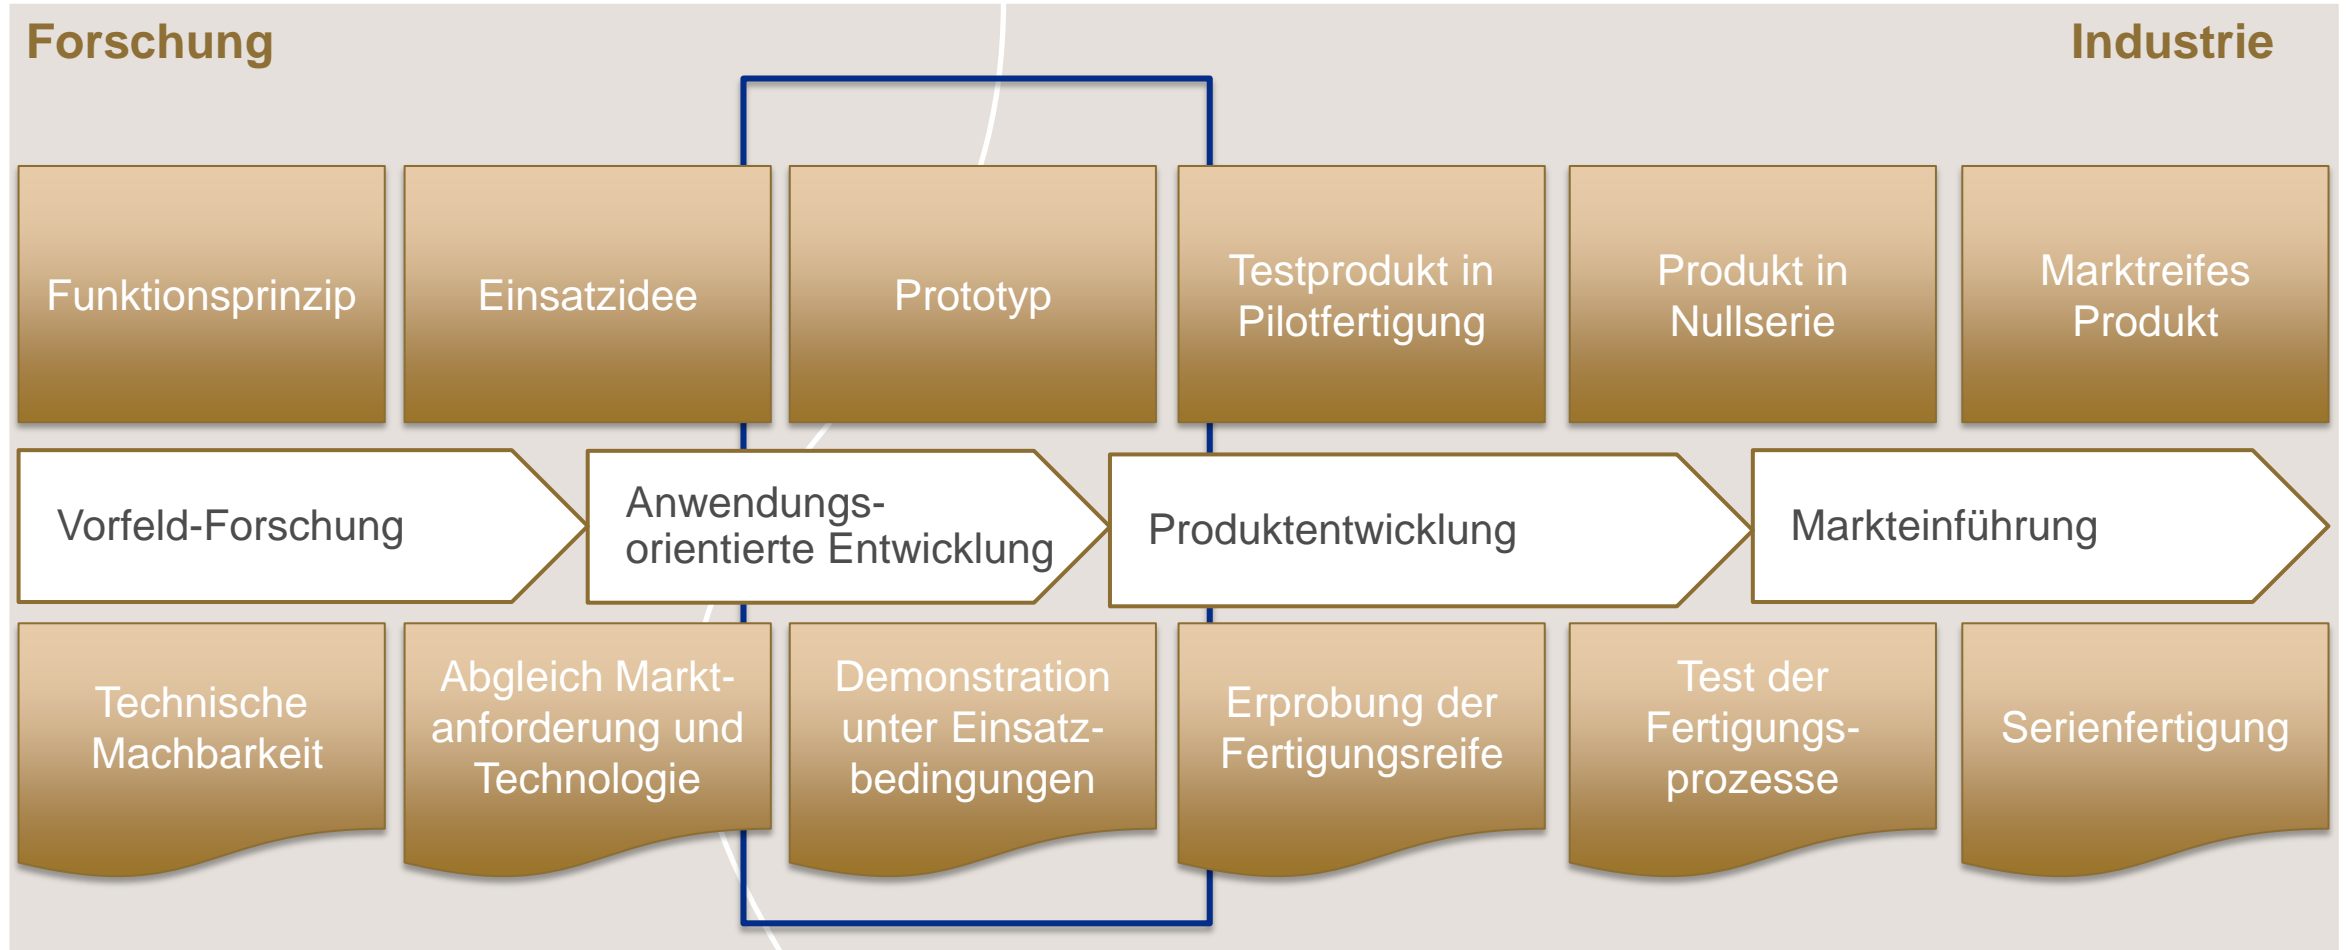 Forschung
Industrie
Funktionsprinzip
Einsatzidee
Prototyp
Testprodukt in
Pilotfertigung
Produkt in
Nullserie
Marktreifes
Produkt
Vorfeld-Forschung
Anwendungs-
orientierte Entwicklung
Produktentwicklung
Markteinführung
Technische
Machbarkeit
Abgleich Markt-
anforderung und
Technologie
Demonstration
unter Einsatz-
bedingungen
Erprobung der
Fertigungsreife
Test der
Fertigungs-
prozesse
Serienfertigung